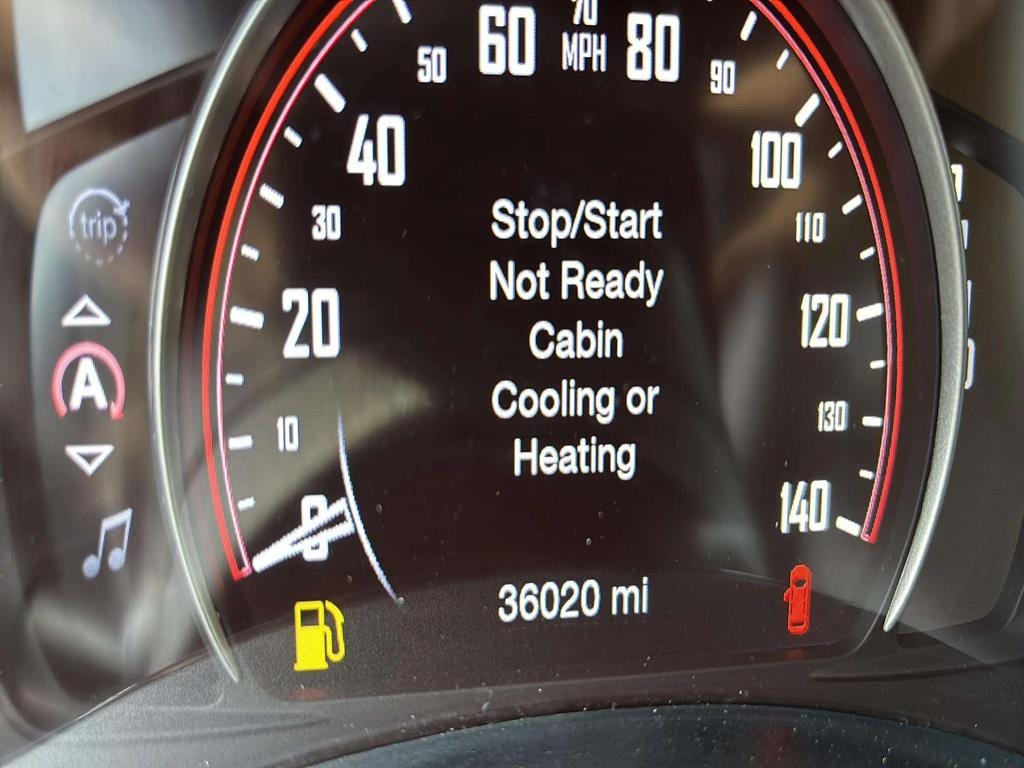 70
60 MPH 80
50 90
40 100
trip 30 Stop/Start 110
Not Ready
20 Cabin 120
A Cooling or
10 Heating 130
0 140
36020 mi